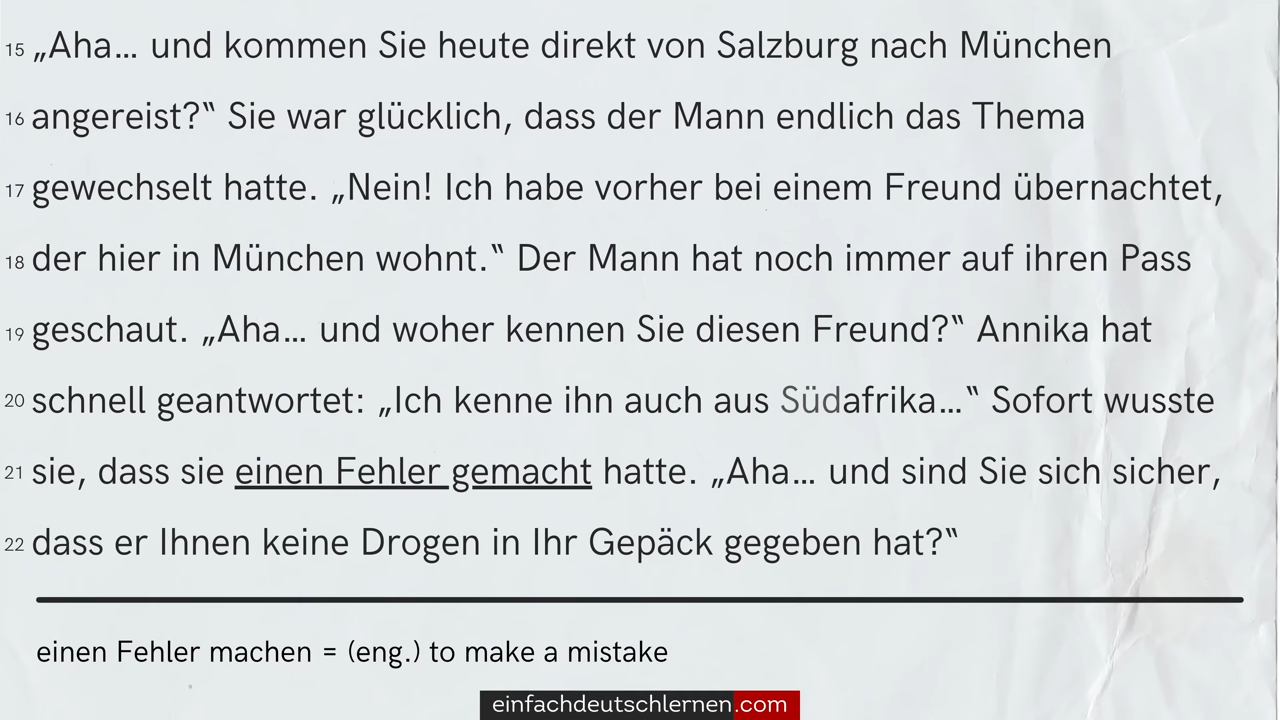 15 „Aha... und kommen Sie heute direkt von Salzburg nach München
16 angereist?“ Sie war glücklich, dass der Mann endlich das Thema
17 gewechselt hatte. „Nein! Ich habe vorher bei einem Freund übernachtet,
18 der hier in München wohnt.“ Der Mann hat noch immer auf ihren Pass
19 geschaut. „Aha... und woher kennen Sie diesen Freund?“ Annika hat
20 schnell geantwortet: „Ich kenne ihn auch aus Südafrika...“ Sofort wusste
21 sie, dass sie einen Fehler gemacht hatte. „Aha... und sind Sie sich sicher,
22 dass er Ihnen keine Drogen in Ihr Gepäck gegeben hat?“
einen Fehler machen = (eng.) to make a mistake
einfachdeutschlernen.com